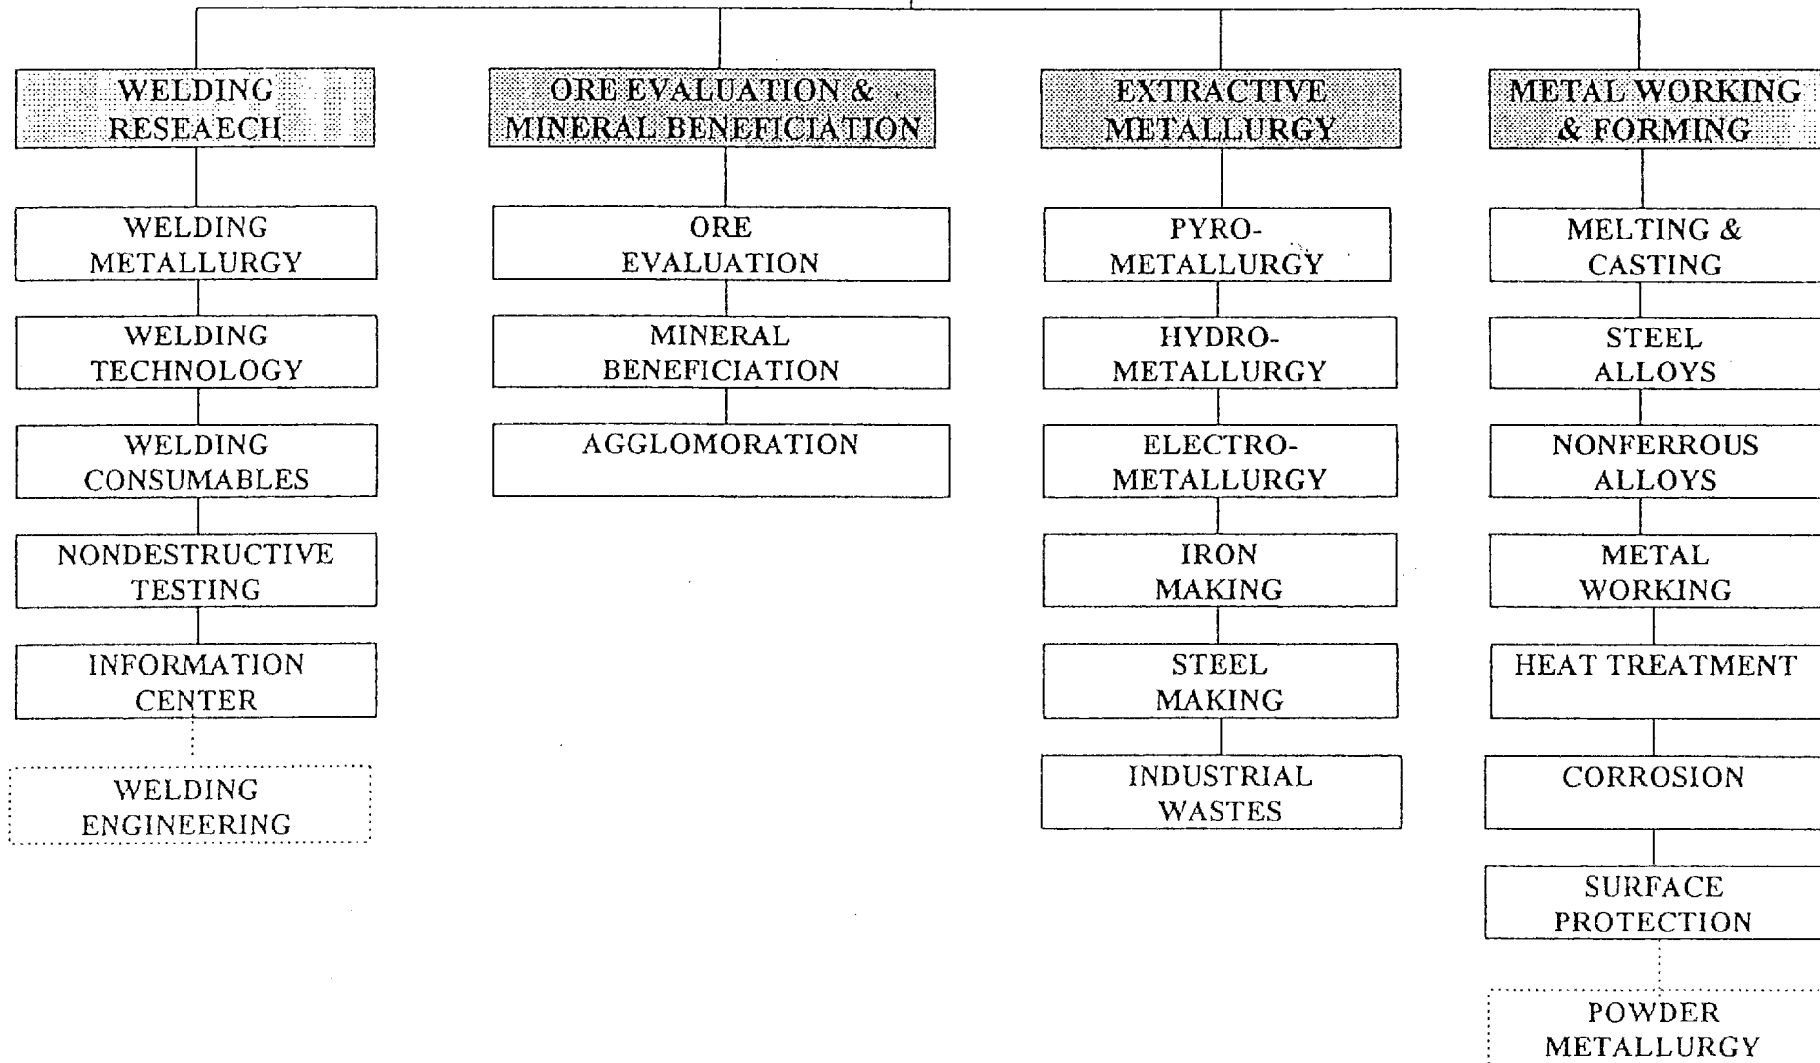 WELDING
RESEAECH
WELDING
METALLURGY
WELDING
TECHNOLOGY
WELDING
CONSUMABLES
NONDESTRUCTIVE
TESTING
INFORMATION
CENTER
WELDING
ENGINEERING
ORE EVALUATION &
MINERAL BENEFICIATION
ORE
EVALUATION
MINERAL
BENEFICIATION
AGGLOMORATION
EXTRACTIVE
METALLURGY
PYRO-
METALLURGY
HYDRO-
METALLURGY
ELECTRO-
METALLURGY
IRON
MAKING
STEEL
MAKING
INDUSTRIAL
WASTES
METAL WORKING
& FORMING
MELTING &
CASTING
STEEL
ALLOYS
NONFERROUS
ALLOYS
METAL
WORKING
HEAT TREATMENT
CORROSION
SURFACE
PROTECTION
POWDER
METALLURGY